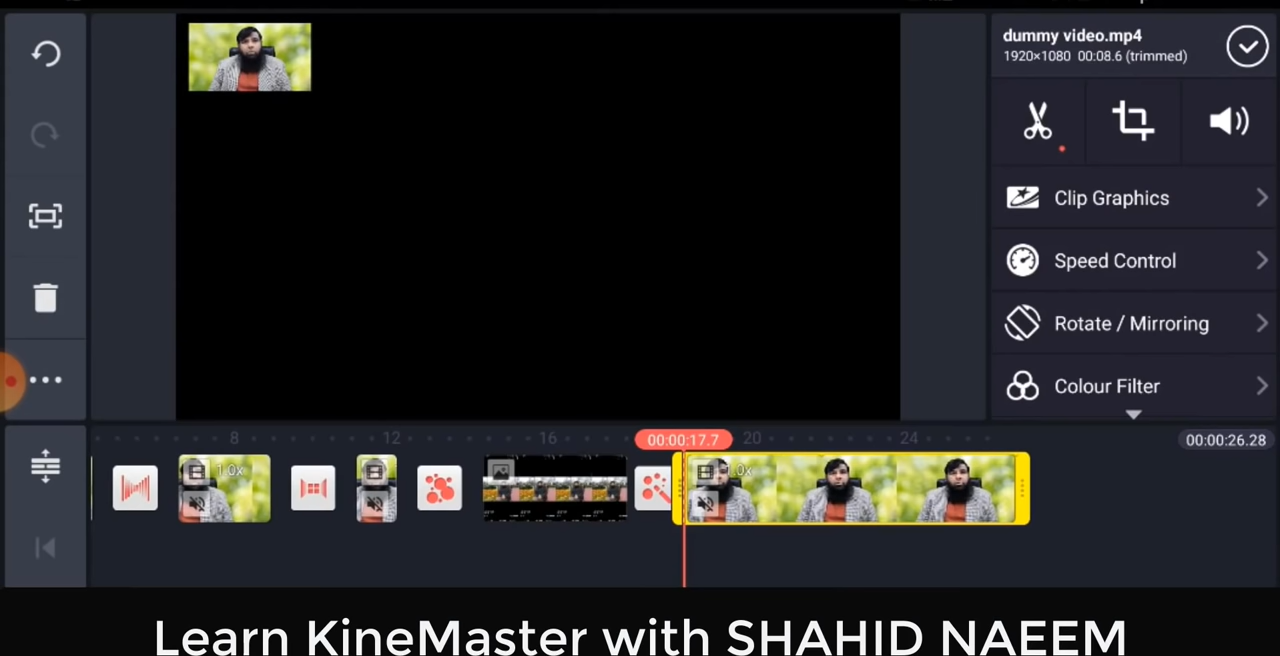 dummy video.mp4
1920×1080 00:08.6 (trimmed)
Clip Graphics
Speed Control
Rotate / Mirroring
Colour Filter
8 12 16 20 24
00:00:17.7
00:00:26.28
1.0x
1.0x
Learn KineMaster with SHAHID NAEEM